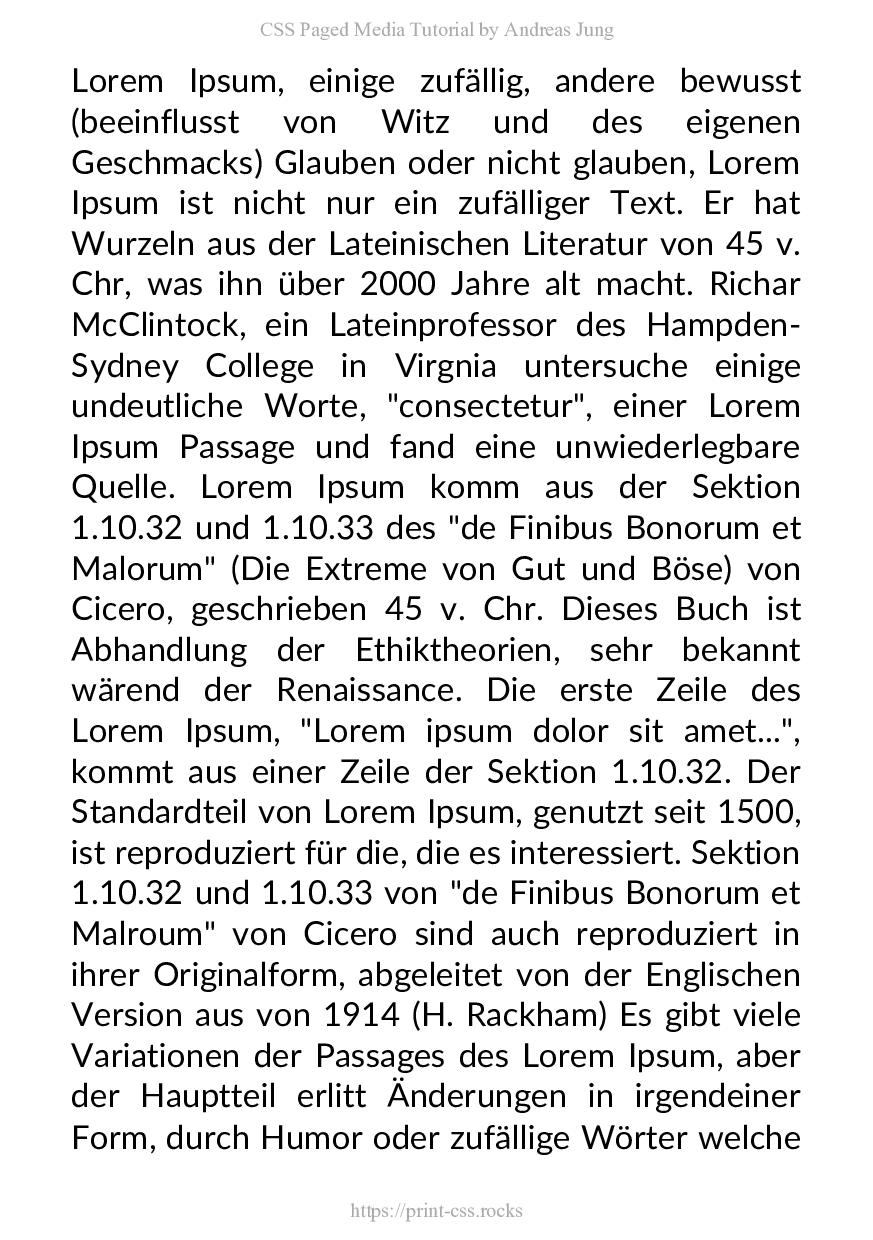 CSS Paged Media Tutorial by Andreas Jung
Lorem Ipsum, einige zufällig, andere bewusst
(beeinflusst von Witz und des eigenen
Geschmacks) Glauben oder nicht glauben, Lorem
Ipsum ist nicht nur ein zufälliger Text. Er hat
Wurzeln aus der Lateinischen Literatur von 45 v.
Chr, was ihn über 2000 Jahre alt macht. Richar
McClintock, ein Lateinprofessor des Hampden-
Sydney College in Virgnia untersuche einige
undeutliche Worte, "consectetur", einer Lorem
Ipsum Passage und fand eine unwiederlegbare
Quelle. Lorem Ipsum komm aus der Sektion
1.10.32 und 1.10.33 des "de Finibus Bonorum et
Malorum" (Die Extreme von Gut und Böse) von
Cicero, geschrieben 45 v. Chr. Dieses Buch ist
Abhandlung der Ethiktheorien, sehr bekannt
wärend der Renaissance. Die erste Zeile des
Lorem Ipsum, "Lorem ipsum dolor sit amet...",
kommt aus einer Zeile der Sektion 1.10.32. Der
Standardteil von Lorem Ipsum, genutzt seit 1500,
ist reproduziert für die, die es interessiert. Sektion
1.10.32 und 1.10.33 von "de Finibus Bonorum et
Malroum" von Cicero sind auch reproduziert in
ihrer Originalform, abgeleitet von der Englischen
Version aus von 1914 (H. Rackham) Es gibt viele
Variationen der Passages des Lorem Ipsum, aber
der Hauptteil erlitt Änderungen in irgendeiner
Form, durch Humor oder zufällige Wörter welche
https://print-css.rocks